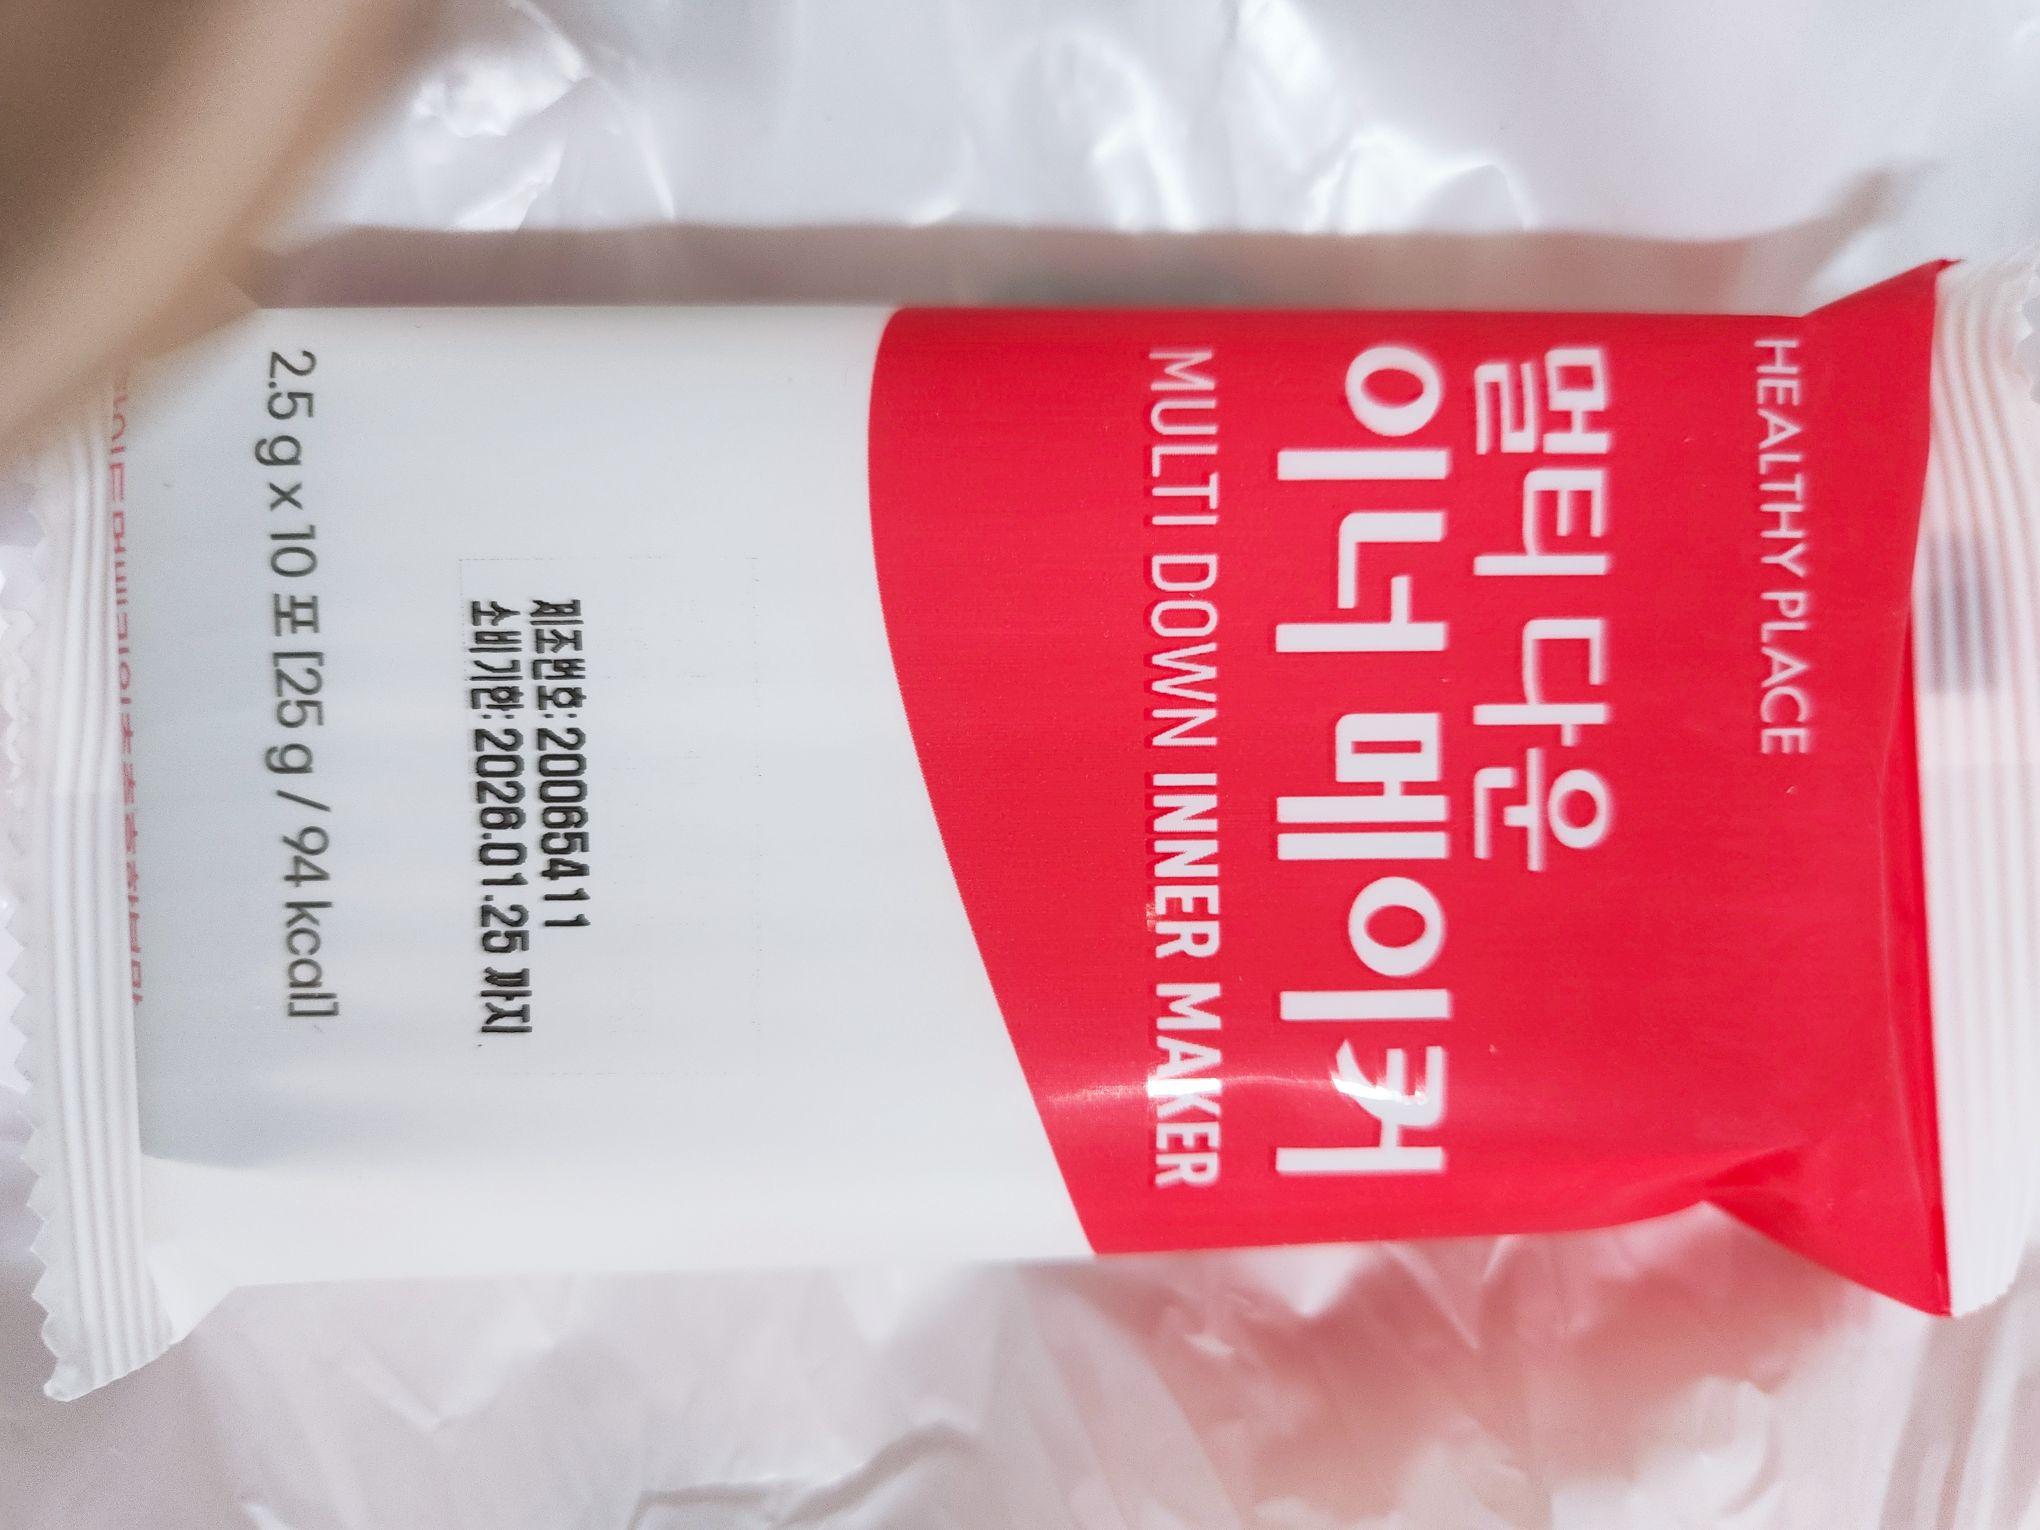 HEALTHY PLACE
멀티 다운
이너 메이커
MULTI DOWN INNER MAKER
제조번호: 20065411
소비기한: 2026.01.25 까지
2.5 g x 10 포 [25 g / 94 kcal]